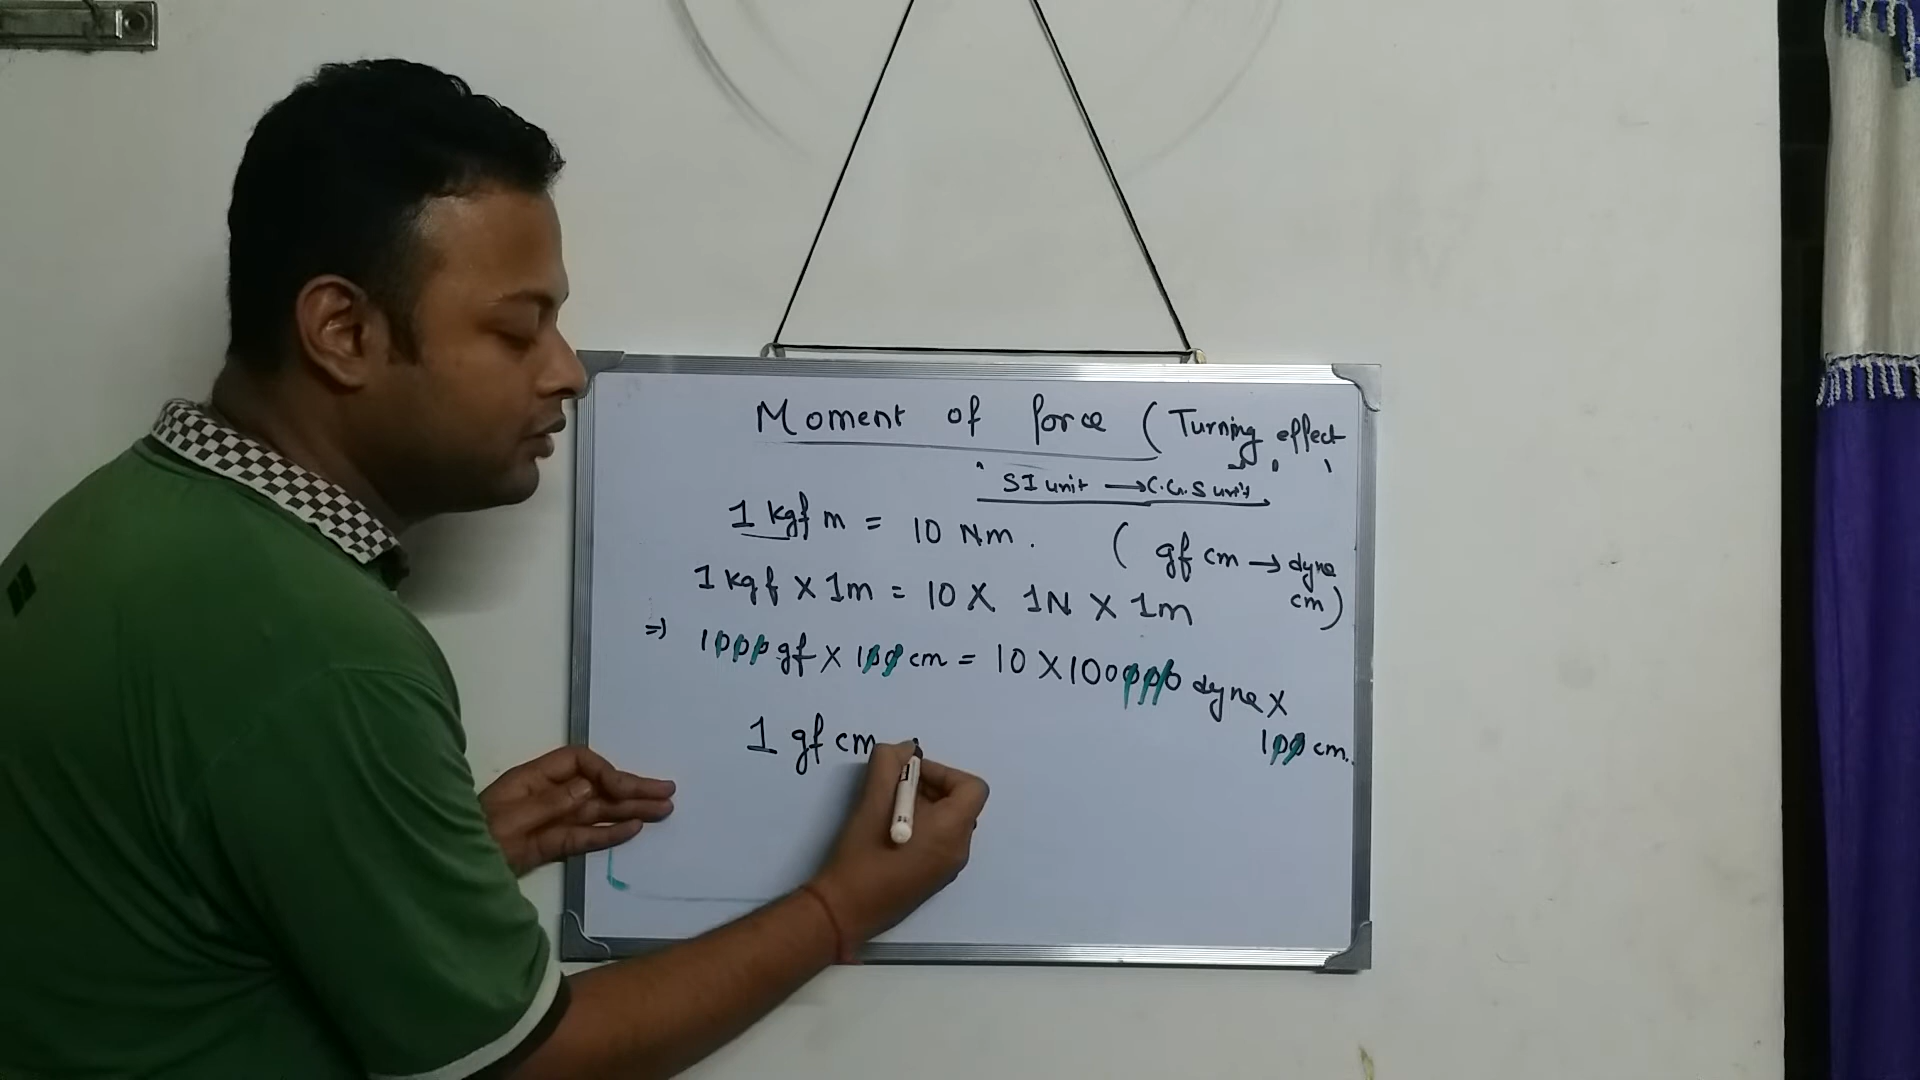 Moment of force (Turning effect
SI unit → C.G.S unit
1 kgf m = 10 Nm.
( gf cm → dyne
cm)
1 kgf X 1m = 10 X 1N X 1m
⇒ 1000 gf X 100 cm = 10 X 100000 dyne X
100 cm.
1 gf cm